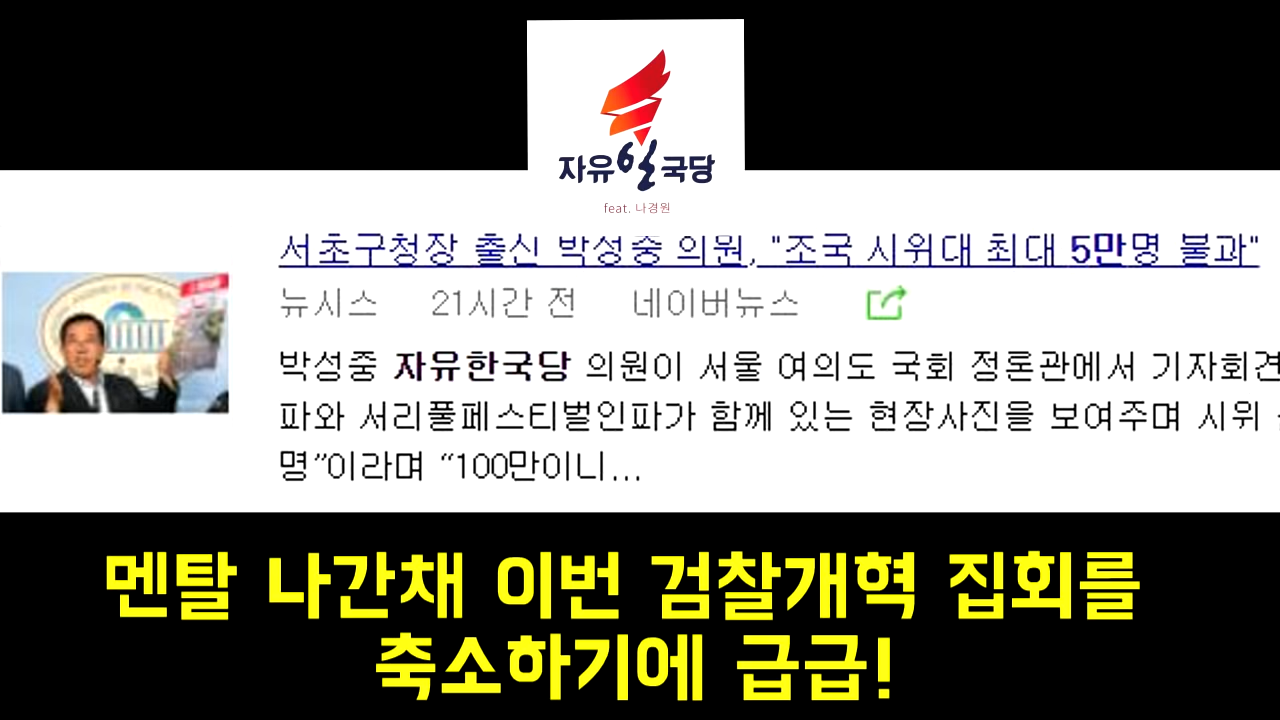 자유일국당
feat. 나경원
서초구청장 출신 박성중 의원, "조국 시위대 최대 5만명 불과"
뉴시스 21시간 전 네이버뉴스
박성중 자유한국당 의원이 서울 여의도 국회 정론관에서 기자회견
파와 서리풀페스티벌인파가 함께 있는 현장사진을 보여주며 시위
명”이라며 “100만이니...
멘탈 나간채 이번 검찰개혁 집회를
축소하기에 급급!